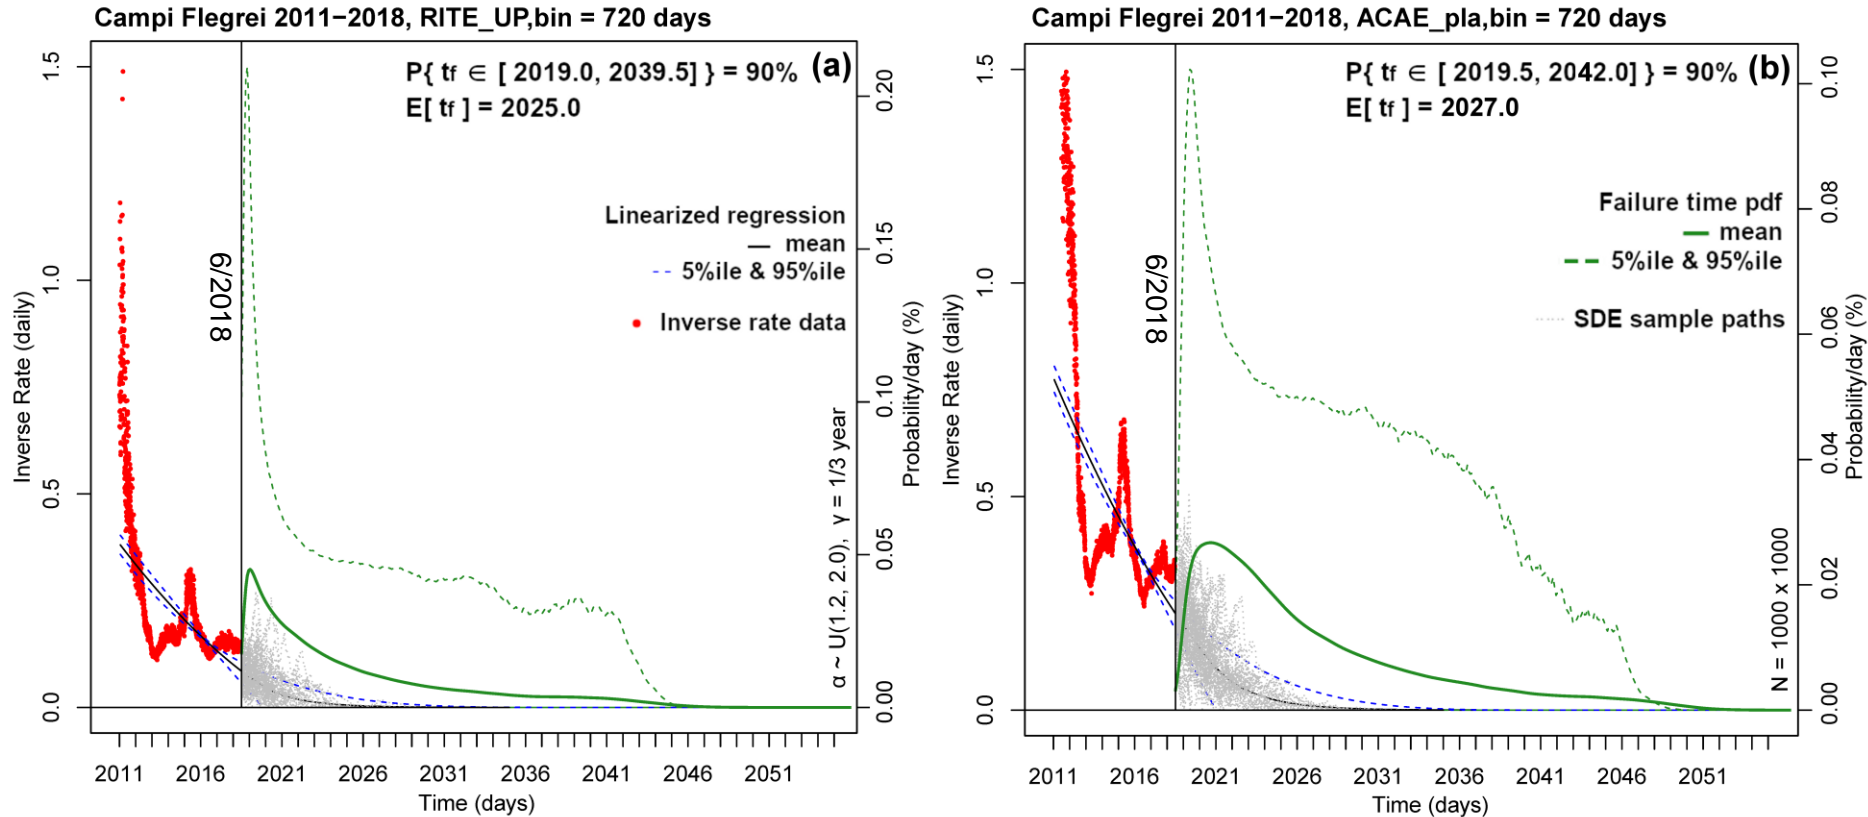 Campi Flegrei 2011−2018, RITE_UP,bin = 720 days
P{ tf ∈ [ 2019.0, 2039.5] } = 90% (a)
E[ tf ] = 2025.0
Linearized regression
mean
5%ile & 95%ile
Inverse rate data
6/2018
Inverse Rate (daily)
0.0
0.5
1.0
1.5
Probability/day (%)
0.00
0.05
0.10
0.15
0.20
α ~ U(1.2, 2.0), γ = 1/3 year
2011 2016 2021 2026 2031 2036 2041 2046 2051
Time (days)
Campi Flegrei 2011−2018, ACAE_pla,bin = 720 days
P{ tf ∈ [ 2019.5, 2042.0] } = 90% (b)
E[ tf ] = 2027.0
Failure time pdf
mean
5%ile & 95%ile
SDE sample paths
6/2018
Inverse Rate (daily)
0.0
0.5
1.0
1.5
Probability/day (%)
0.00
0.02
0.04
0.06
0.08
0.10
N = 1000 x 1000
2011 2016 2021 2026 2031 2036 2041 2046 2051
Time (days)